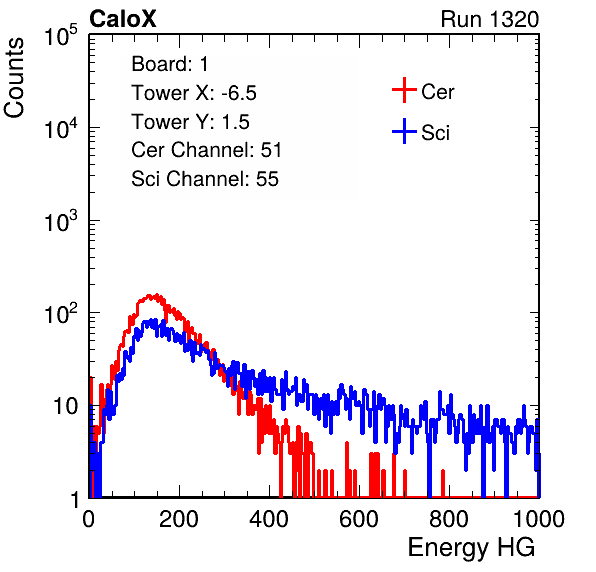 CaloX Run 1320
Counts
10^5
10^4
10^3
10^2
10
1
Board: 1
Tower X: -6.5
Tower Y: 1.5
Cer Channel: 51
Sci Channel: 55
Cer
Sci
0 200 400 600 800 1000
Energy HG